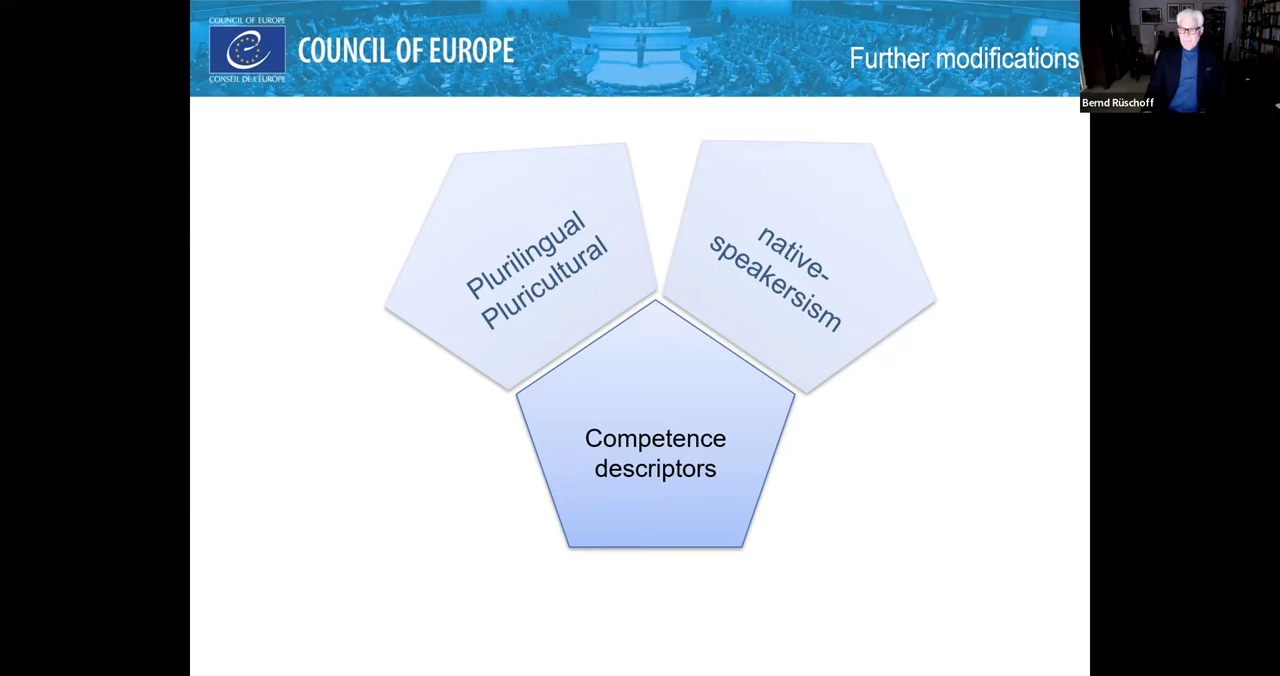 COUNCIL OF EUROPE
COUNCIL OF EUROPE
CONSEIL DE L'EUROPE
Further modifications
Bernd Rüschoff
Plurilingual
Pluricultural
native-
speakersism
Competence
descriptors